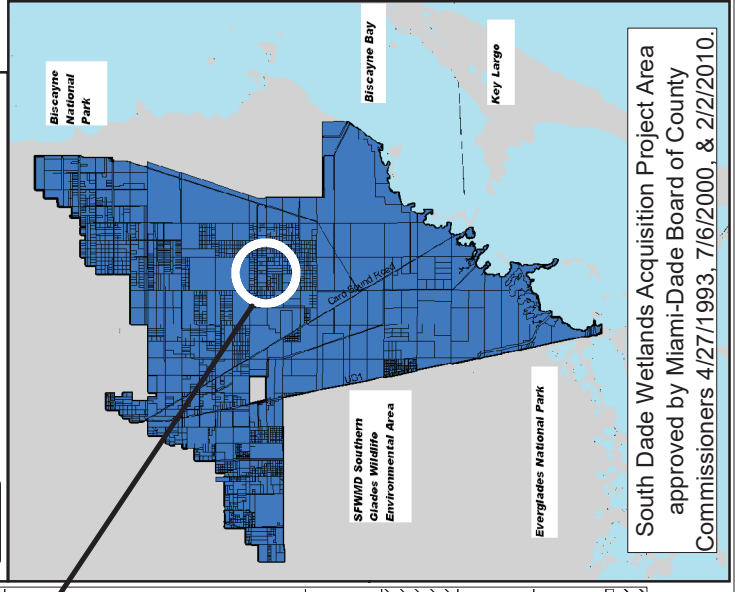 Biscayne
National
Park
Biscayne Bay
Key Largo
Card Sound Road
US1
SFWMD Southern
Glades Wildlife
Environmental Area
Everglades National Park
South Dade Wetlands Acquisition Project Area
approved by Miami-Dade Board of County
Commissioners 4/27/1993, 7/6/2000, & 2/2/2010.